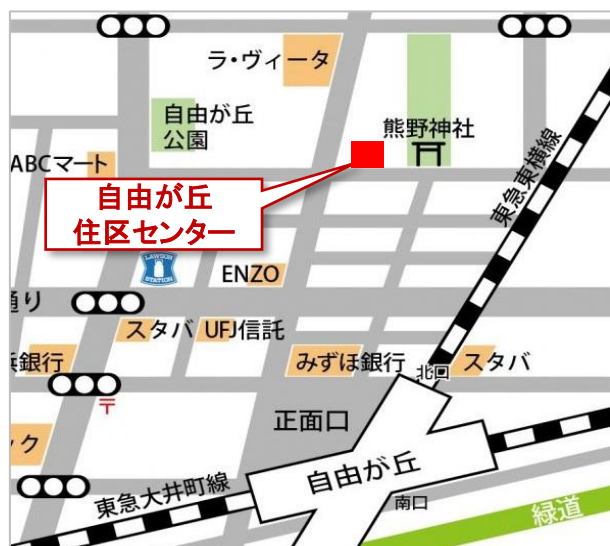 ラ・ヴィータ
自由が丘
公園
熊野神社
ABCマート
東急東横線
自由が丘
住区センター
LAWSON
STATION
ENZO
通り
スタバ
UFJ信託
浜銀行
みずほ銀行
スタバ
北口
〒
正面口
ック
自由が丘
東急大井町線
南口
緑道